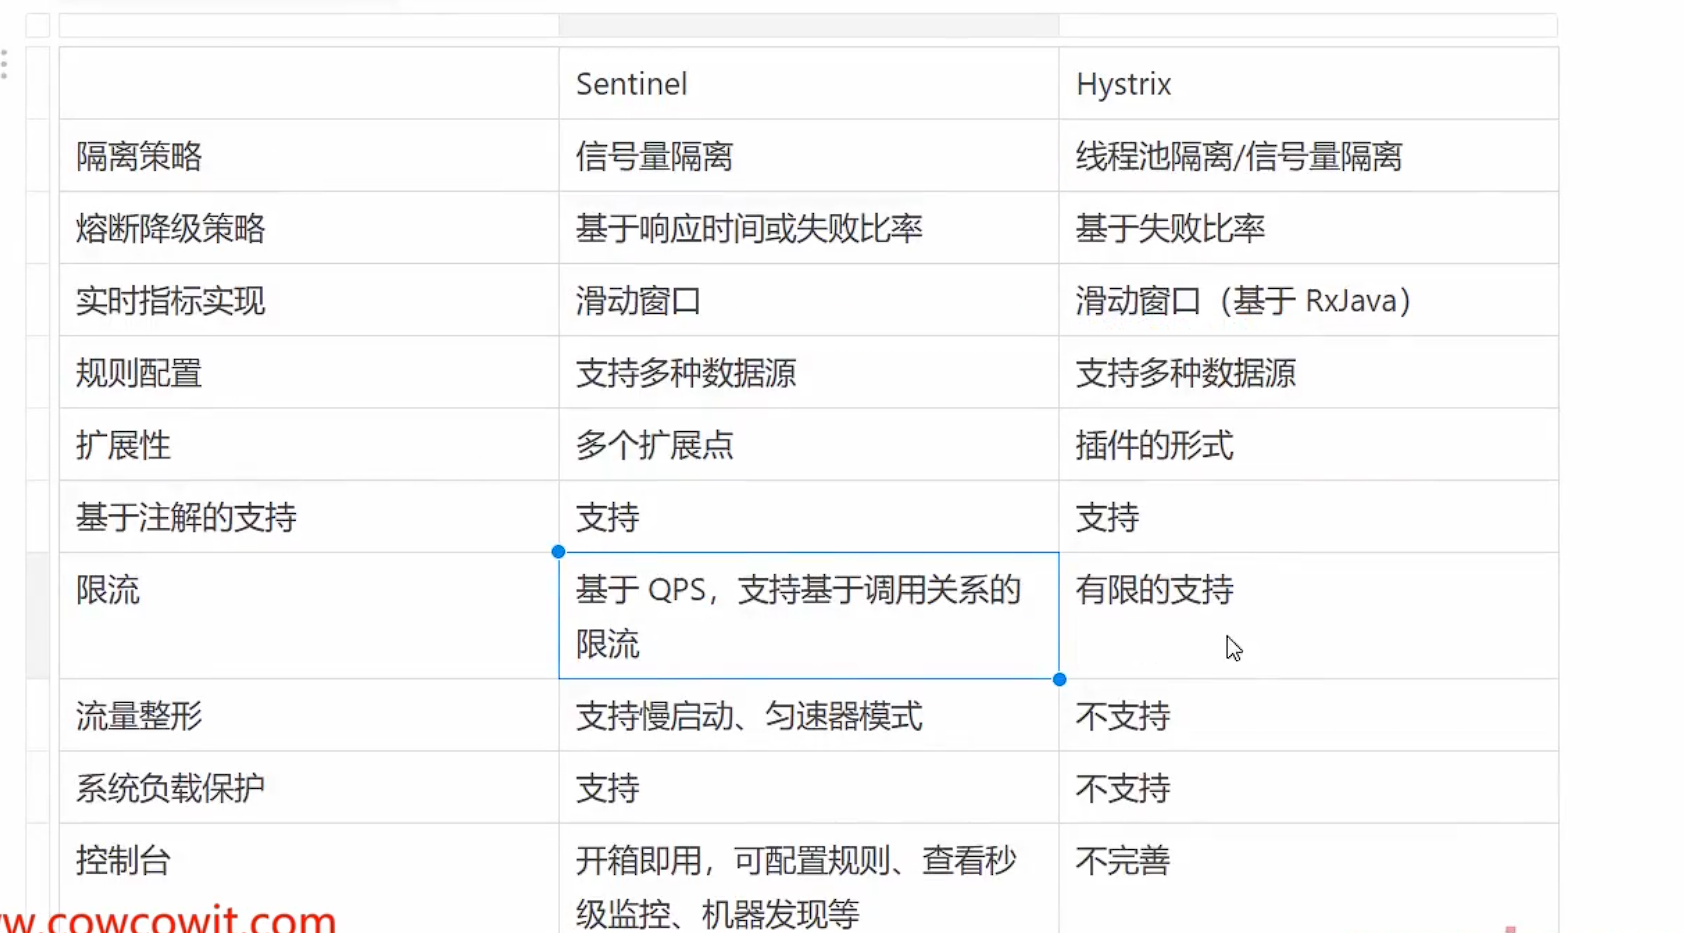 Sentinel Hystrix
隔离策略 信号量隔离 线程池隔离/信号量隔离
熔断降级策略 基于响应时间或失败比率 基于失败比率
实时指标实现 滑动窗口 滑动窗口（基于 RxJava）
规则配置 支持多种数据源 支持多种数据源
扩展性 多个扩展点 插件的形式
基于注解的支持 支持 支持
限流 基于 QPS，支持基于调用关系的 有限的支持
限流
流量整形 支持慢启动、匀速器模式 不支持
系统负载保护 支持 不支持
控制台 开箱即用，可配置规则、查看秒 不完善
级监控、机器发现等
w.cowcowit.com